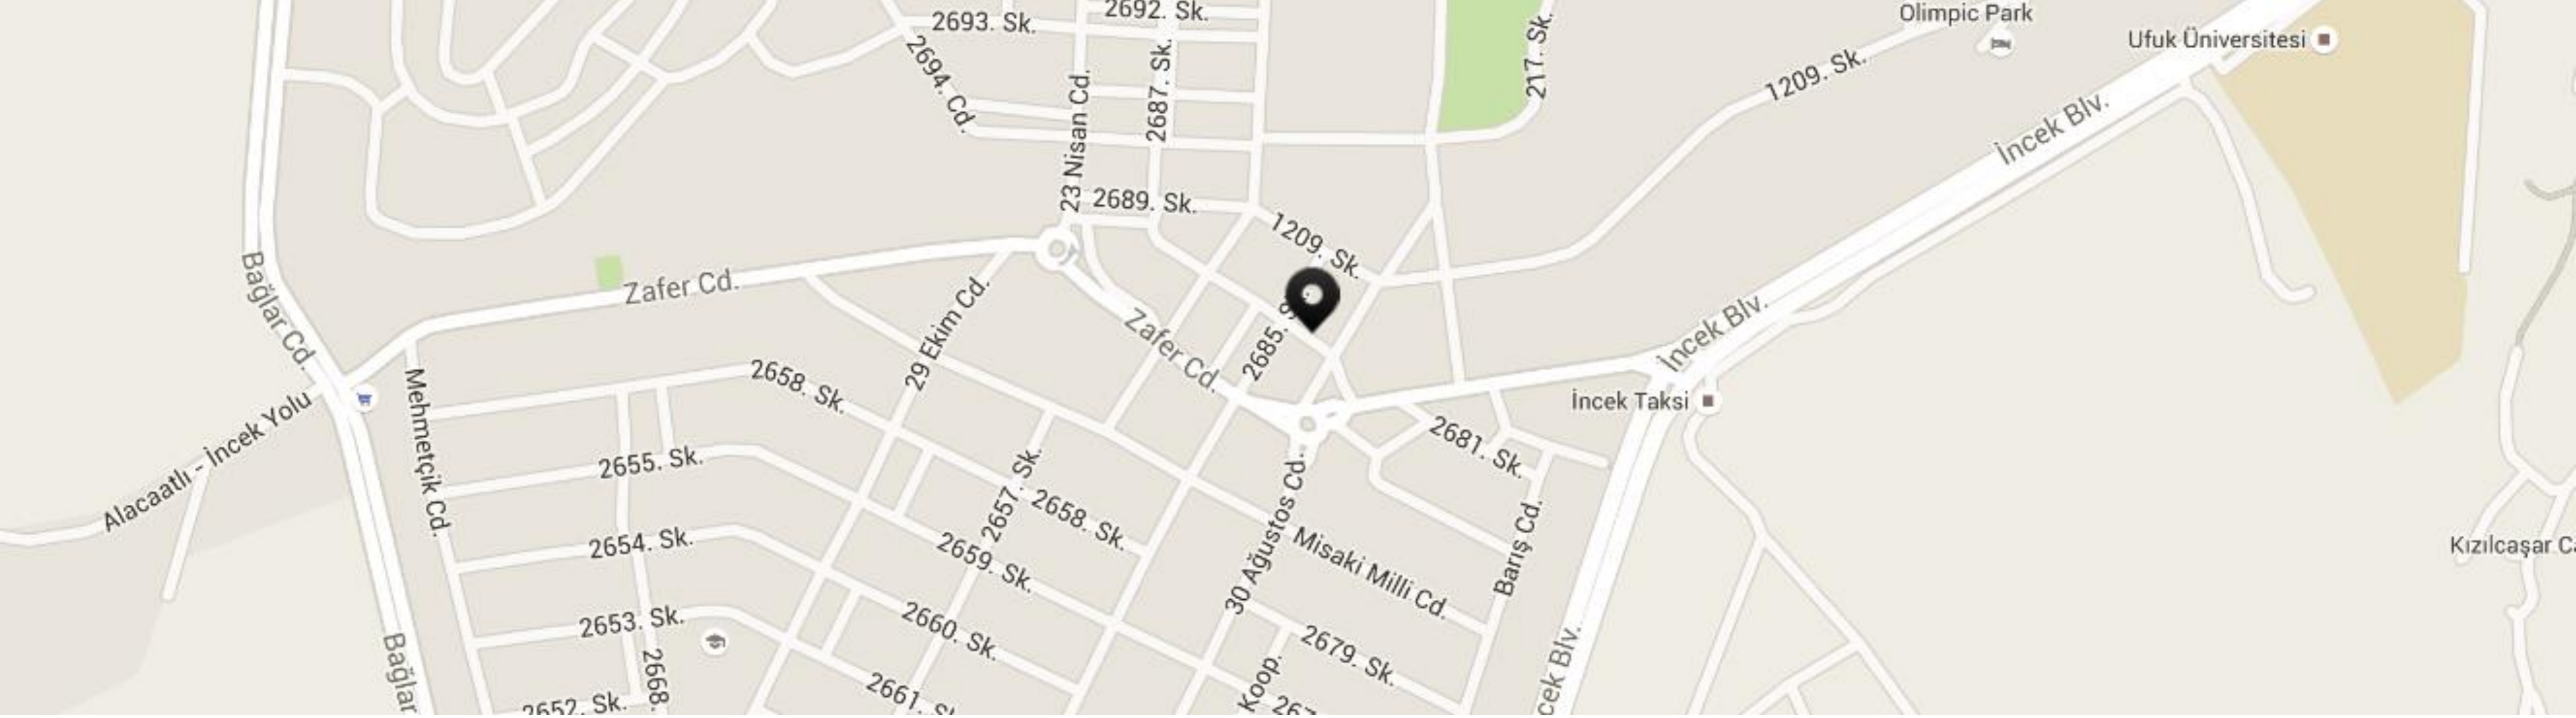 2692. Sk.
2693. Sk.
Olimpic Park
Ufuk Üniversitesi
217. Sk.
2694. Cd.
2687. Sk.
23 Nisan Cd.
1209. Sk.
İncek Blv.
2689. Sk.
1209. Sk.
Bağlar Cd.
Zafer Cd.
29 Ekim Cd.
Zafer Cd.
2685.
İncek Blv.
Mehmetçik Cd.
2658. Sk.
İncek Taksi
Alacaatlı - İncek Yolu
2681. Sk.
2655. Sk.
2657. Sk.
2658. Sk.
30 Ağustos Cd.
Misaki Milli Cd.
Barış Cd.
2654. Sk.
2659. Sk.
Kızılcaşar
2653. Sk.
2660. Sk.
2679. Sk.
Bağlar
2668.
2661.
Koop.
2652. Sk.
Blv.